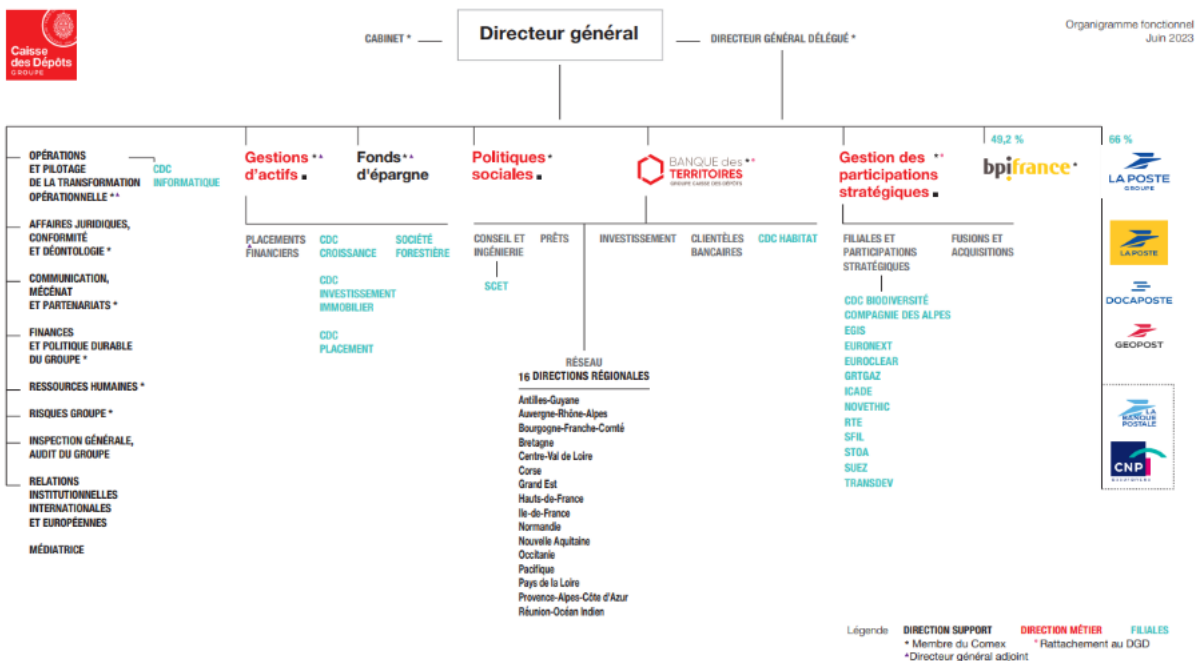 Caisse
des Dépôts
GROUPE
CABINET *
Directeur général
DIRECTEUR GÉNÉRAL DÉLÉGUÉ *
Organigramme fonctionnel
Juin 2023
OPÉRATIONS
ET PILOTAGE
DE LA TRANSFORMATION
OPÉRATIONNELLE *▲
CDC
INFORMATIQUE
AFFAIRES JURIDIQUES,
CONFORMITÉ
ET DÉONTOLOGIE *
COMMUNICATION,
MÉCÉNAT
ET PARTENARIATS *
FINANCES
ET POLITIQUE DURABLE
DU GROUPE *
RESSOURCES HUMAINES *
RISQUES GROUPE *
INSPECTION GÉNÉRALE,
AUDIT DU GROUPE
RELATIONS
INSTITUTIONNELLES
INTERNATIONALES
ET EUROPÉENNES
MÉDIATRICE
Gestions *▲
d'actifs ■
PLACEMENTS
FINANCIERS
CDC
CROISSANCE
CDC
INVESTISSEMENT
IMMOBILIER
CDC
PLACEMENT
SOCIÉTÉ
FORESTIÈRE
Fonds *▲
d'épargne
Politiques *
sociales ■
BANQUE des **
TERRITOIRES
GROUPE CAISSE DES DÉPÔTS
CONSEIL ET
INGÉNIERIE
SCET
PRÊTS
INVESTISSEMENT
CLIENTÈLES
BANCAIRES
CDC HABITAT
RÉSEAU
16 DIRECTIONS RÉGIONALES
Antilles-Guyane
Auvergne-Rhône-Alpes
Bourgogne-Franche-Comté
Bretagne
Centre-Val de Loire
Corse
Grand Est
Hauts-de-France
Ile-de-France
Normandie
Nouvelle Aquitaine
Occitanie
Pacifique
Pays de la Loire
Provence-Alpes-Côte d'Azur
Réunion-Océan Indien
Gestion des **
participations
stratégiques ■
FILIALES ET
PARTICIPATIONS
STRATÉGIQUES
CDC BIODIVERSITÉ
COMPAGNIE DES ALPES
EGIS
EURONEXT
EUROCLEAR
GRTGAZ
ICADE
NOVETHIC
RTE
SFIL
STOA
SUEZ
TRANSDEV
FUSIONS ET
ACQUISITIONS
49,2 %
bpifrance *
66 %
LA POSTE
GROUPE
LA POSTE
DOCAPOSTE
GEOPOST
LA
BANQUE
POSTALE
CNP
Légende
DIRECTION SUPPORT
DIRECTION MÉTIER
FILIALES
* Membre du Comex
* Rattachement au DGD
▲Directeur général adjoint